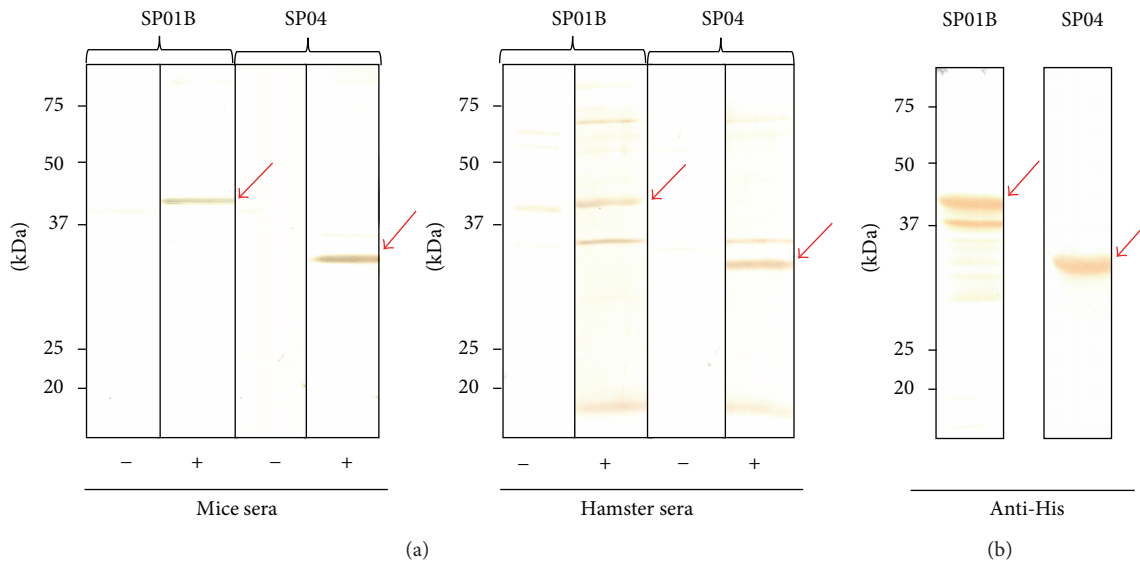 SP01B SP04
75
50
37
25
20
(kDa)
− + − +
Mice sera
SP01B SP04
75
50
37
25
20
(kDa)
− + − +
Hamster sera
(a)
SP01B SP04
75
50
37
25
20
(kDa)
Anti-His
(b)